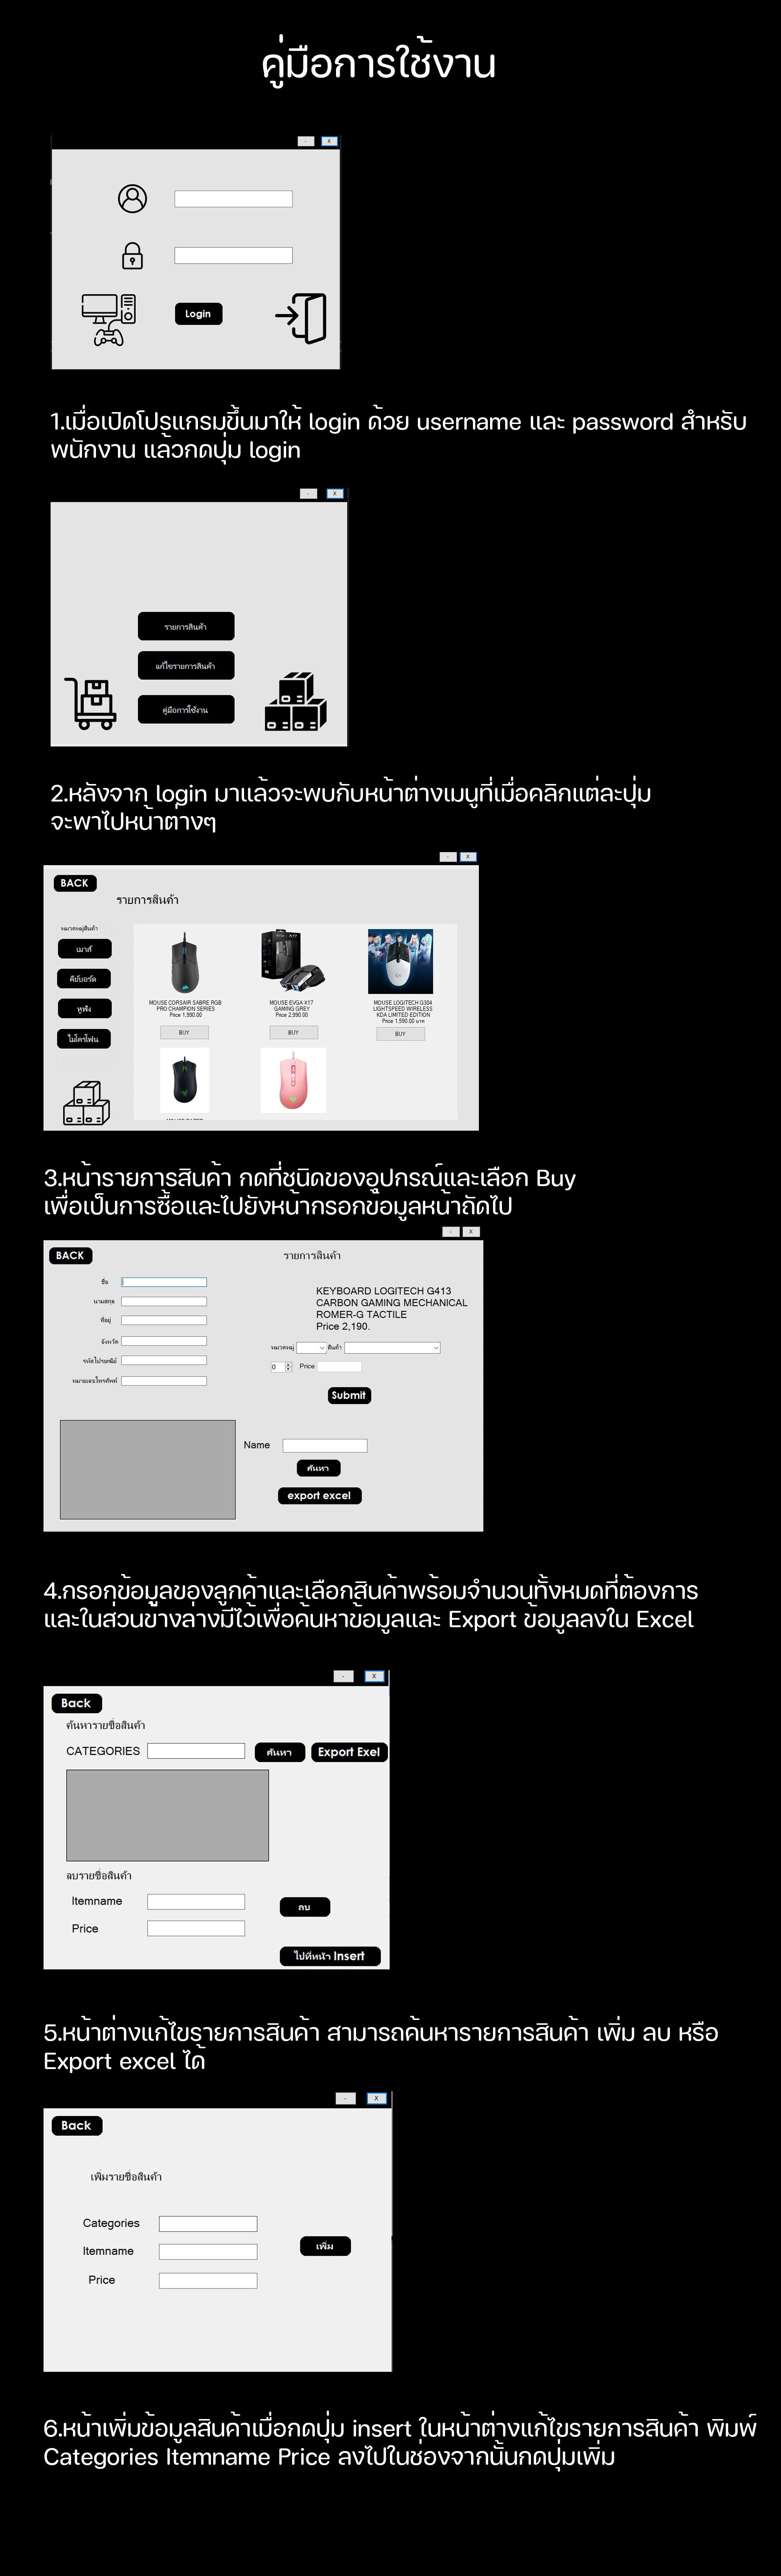 คู่มือการใช้งาน
- X
Login
1.เมื่อเปิดโปรแกรมขึ้นมาให้ login ด้วย username และ password สำหรับ
พนักงาน แล้วกดปุ่ม login
- X
รายการสินค้า
แก้ไขรายการสินค้า
คู่มือการใช้งาน
2.หลังจาก login มาแล้วจะพบกับหน้าต่างเมนูที่เมื่อคลิกแต่ละปุ่ม
จะพาไปหน้าต่างๆ
- X
BACK
รายการสินค้า
หมวดหมู่สินค้า
เมาส์
คีย์บอร์ด
หูฟัง
ไมโครโฟน
MOUSE CORSAIR SABRE RGB
PRO CHAMPION SERIES
Price 1,990.00
BUY
MOUSE EVGA X17
GAMING GREY
Price 2,990.00
BUY
MOUSE LOGITECH G304
LIGHTSPEED WIRELESS
KDA LIMITED EDITION
Price 1,590.00 บาท
BUY
3.หน้ารายการสินค้า กดที่ชนิดของอุปกรณ์และเลือก Buy
เพื่อเป็นการซื้อและไปยังหน้ากรอกข้อมูลหน้าถัดไป
- X
BACK
รายการสินค้า
ชื่อ
นามสกุล
ที่อยู่
จังหวัด
รหัสไปรษณีย์
หมายเลขโทรศัพท์
KEYBOARD LOGITECH G413
CARBON GAMING MECHANICAL
ROMER-G TACTILE
Price 2,190.
หมวดหมู่ สินค้า
0 Price
Submit
Name
ค้นหา
export excel
4.กรอกข้อมูลของลูกค้าและเลือกสินค้าพร้อมจำนวนทั้งหมดที่ต้องการ
และในส่วนข้างล่างมีไว้เพื่อค้นหาข้อมูลและ Export ข้อมูลลงใน Excel
- X
Back
ค้นหารายชื่อสินค้า
CATEGORIES ค้นหา Export Exel
ลบรายชื่อสินค้า
Itemname ลบ
Price
ไปที่หน้า Insert
5.หน้าต่างแก้ไขรายการสินค้า สามารถค้นหารายการสินค้า เพิ่ม ลบ หรือ
Export excel ได้
- X
Back
เพิ่มรายชื่อสินค้า
Categories
Itemname เพิ่ม
Price
6.หน้าเพิ่มข้อมูลสินค้าเมื่อกดปุ่ม insert ในหน้าต่างแก้ไขรายการสินค้า พิมพ์
Categories Itemname Price ลงไปในช่องจากนั้นกดปุ่มเพิ่ม